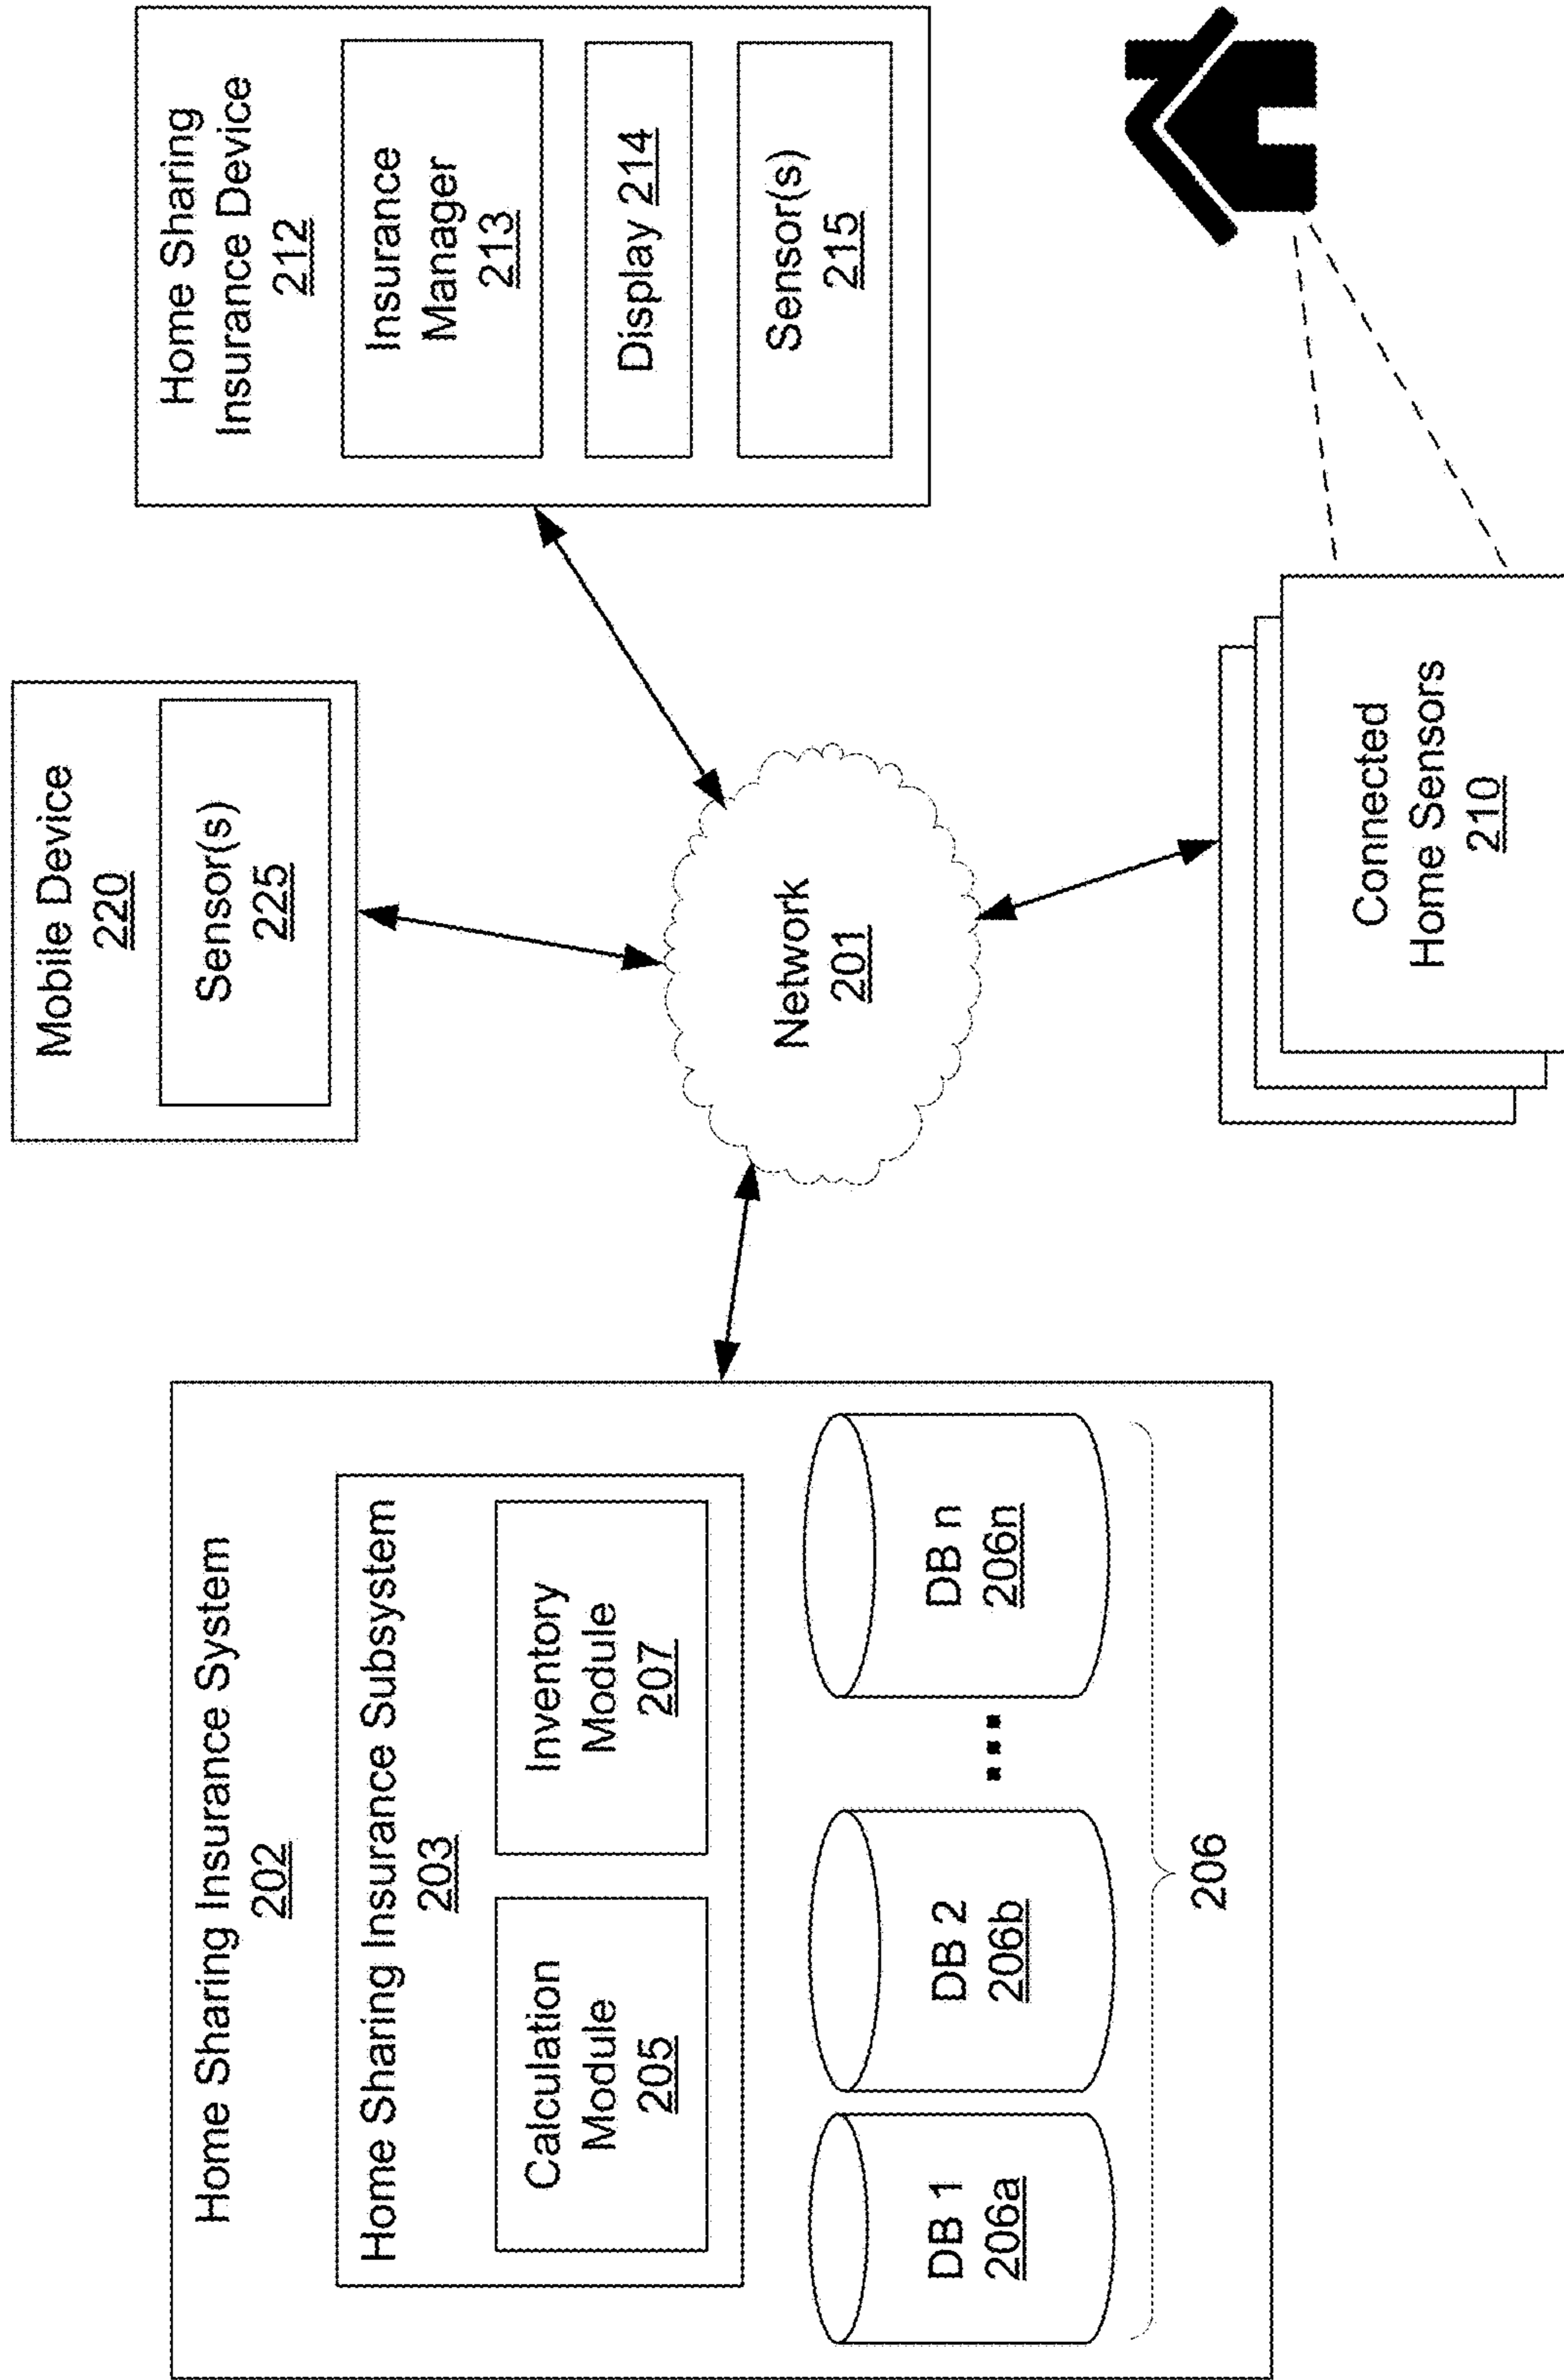 Home Sharing Insurance System
202
Home Sharing Insurance Subsystem
203
Calculation
Module
205
Inventory
Module
207
DB 1
206a
DB 2
206b
...
DB n
206n
206
Mobile Device
220
Sensor(s)
225
Network
201
Connected
Home Sensors
210
Home Sharing
Insurance Device
212
Insurance
Manager
213
Display 214
Sensor(s)
215